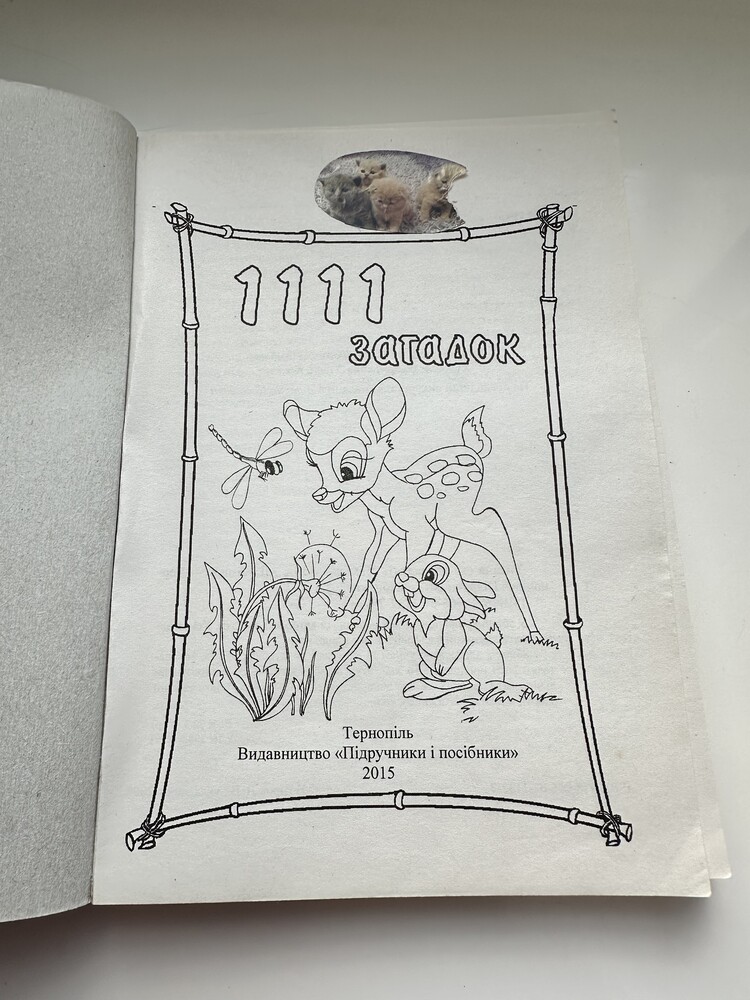 1111
загадок
Тернопіль
Видавництво «Підручники і посібники»
2015